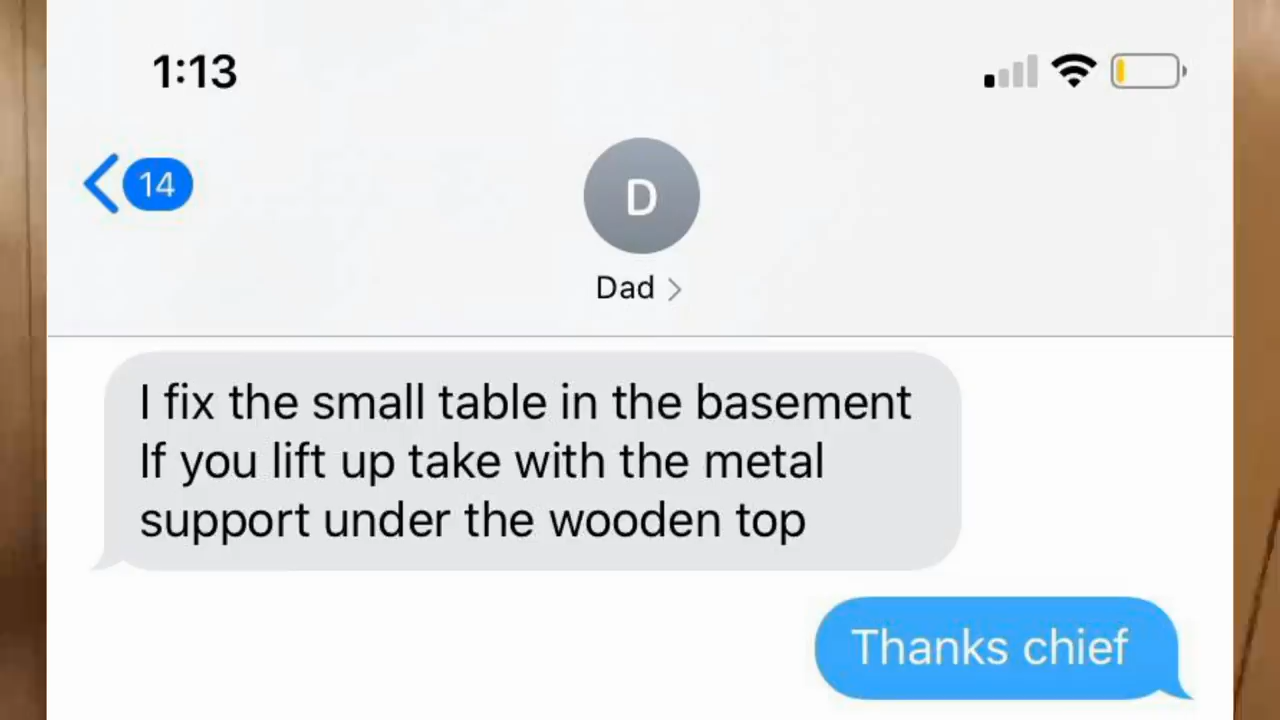 1:13
14
D
Dad
I fix the small table in the basement
If you lift up take with the metal
support under the wooden top
Thanks chief